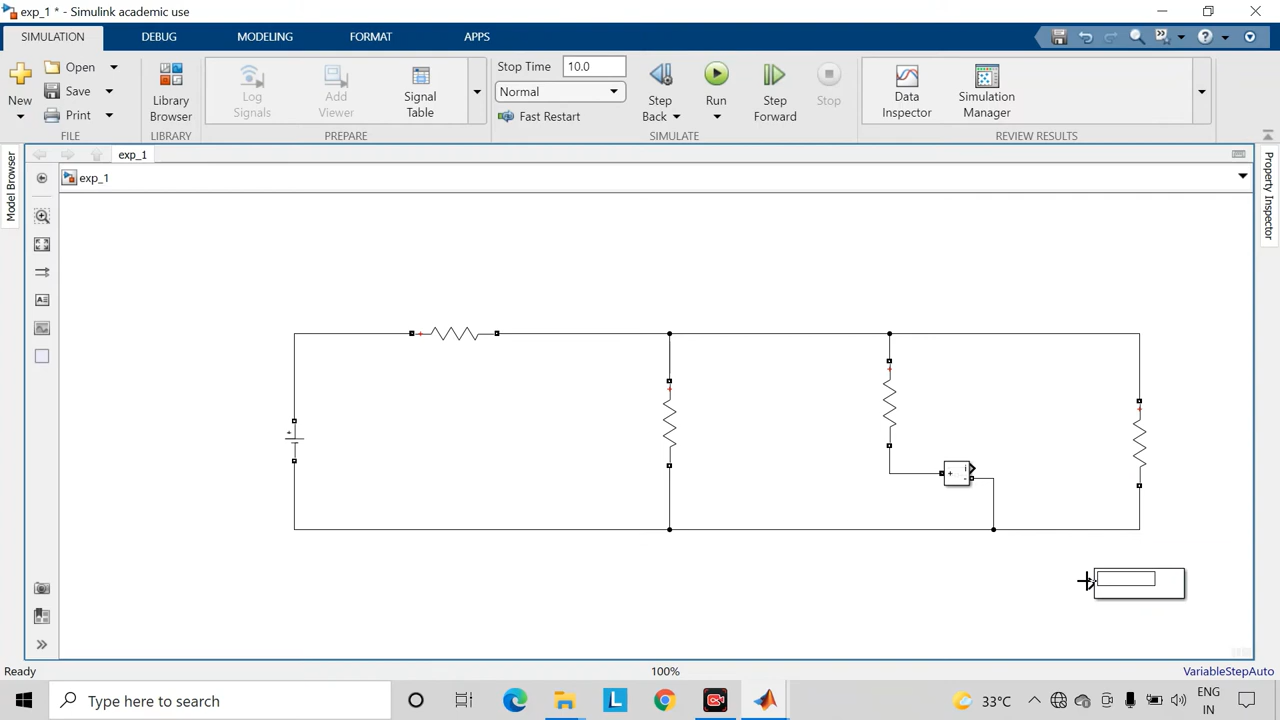 exp_1 * - Simulink academic use
SIMULATION DEBUG MODELING FORMAT APPS
New
Open
Save
Print
FILE
Library Browser
LIBRARY
Log Signals
Add Viewer
Signal Table
PREPARE
Stop Time 10.0
Normal
Fast Restart
Step Back
Run
Step Forward
Stop
SIMULATE
Data Inspector
Simulation Manager
REVIEW RESULTS
Model Browser
exp_1
exp_1
Property Inspector
+
+
+
+
+
+ i
-
Ready 100% VariableStepAuto
Type here to search
33°C
ENG
IN